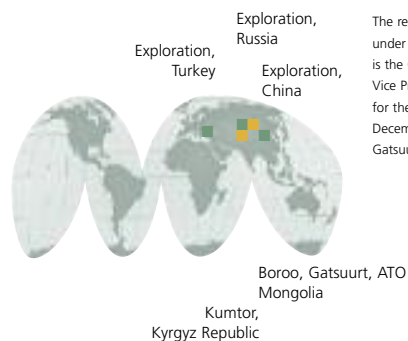 Exploration,
Russia
Exploration,
Turkey
Exploration,
China
Boroo, Gatsuurt, ATO
Mongolia
Kumtor,
Kyrgyz Republic
The re
under
is the
Vice P
for the
Decem
Gatsuu